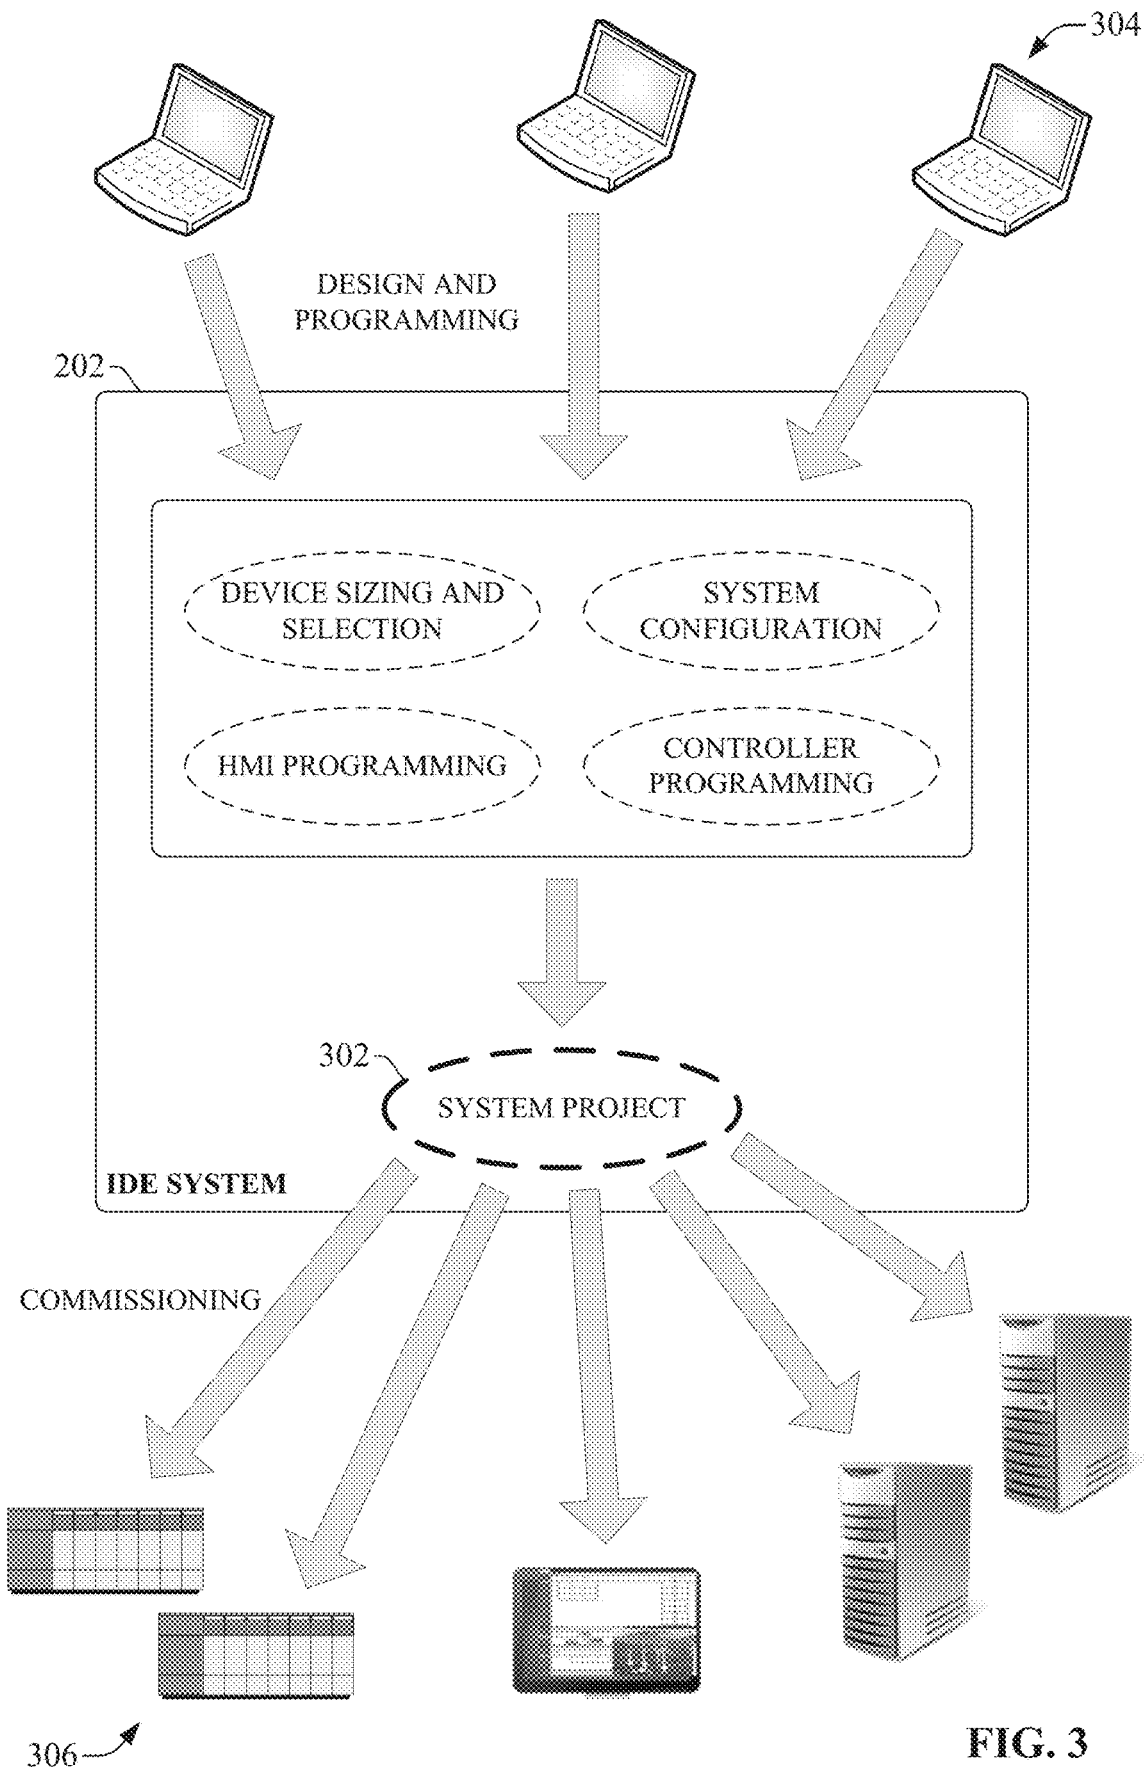 304
DESIGN AND
PROGRAMMING
202
DEVICE SIZING AND
SELECTION
SYSTEM
CONFIGURATION
HMI PROGRAMMING
CONTROLLER
PROGRAMMING
302
SYSTEM PROJECT
IDE SYSTEM
COMMISSIONING
306
FIG. 3